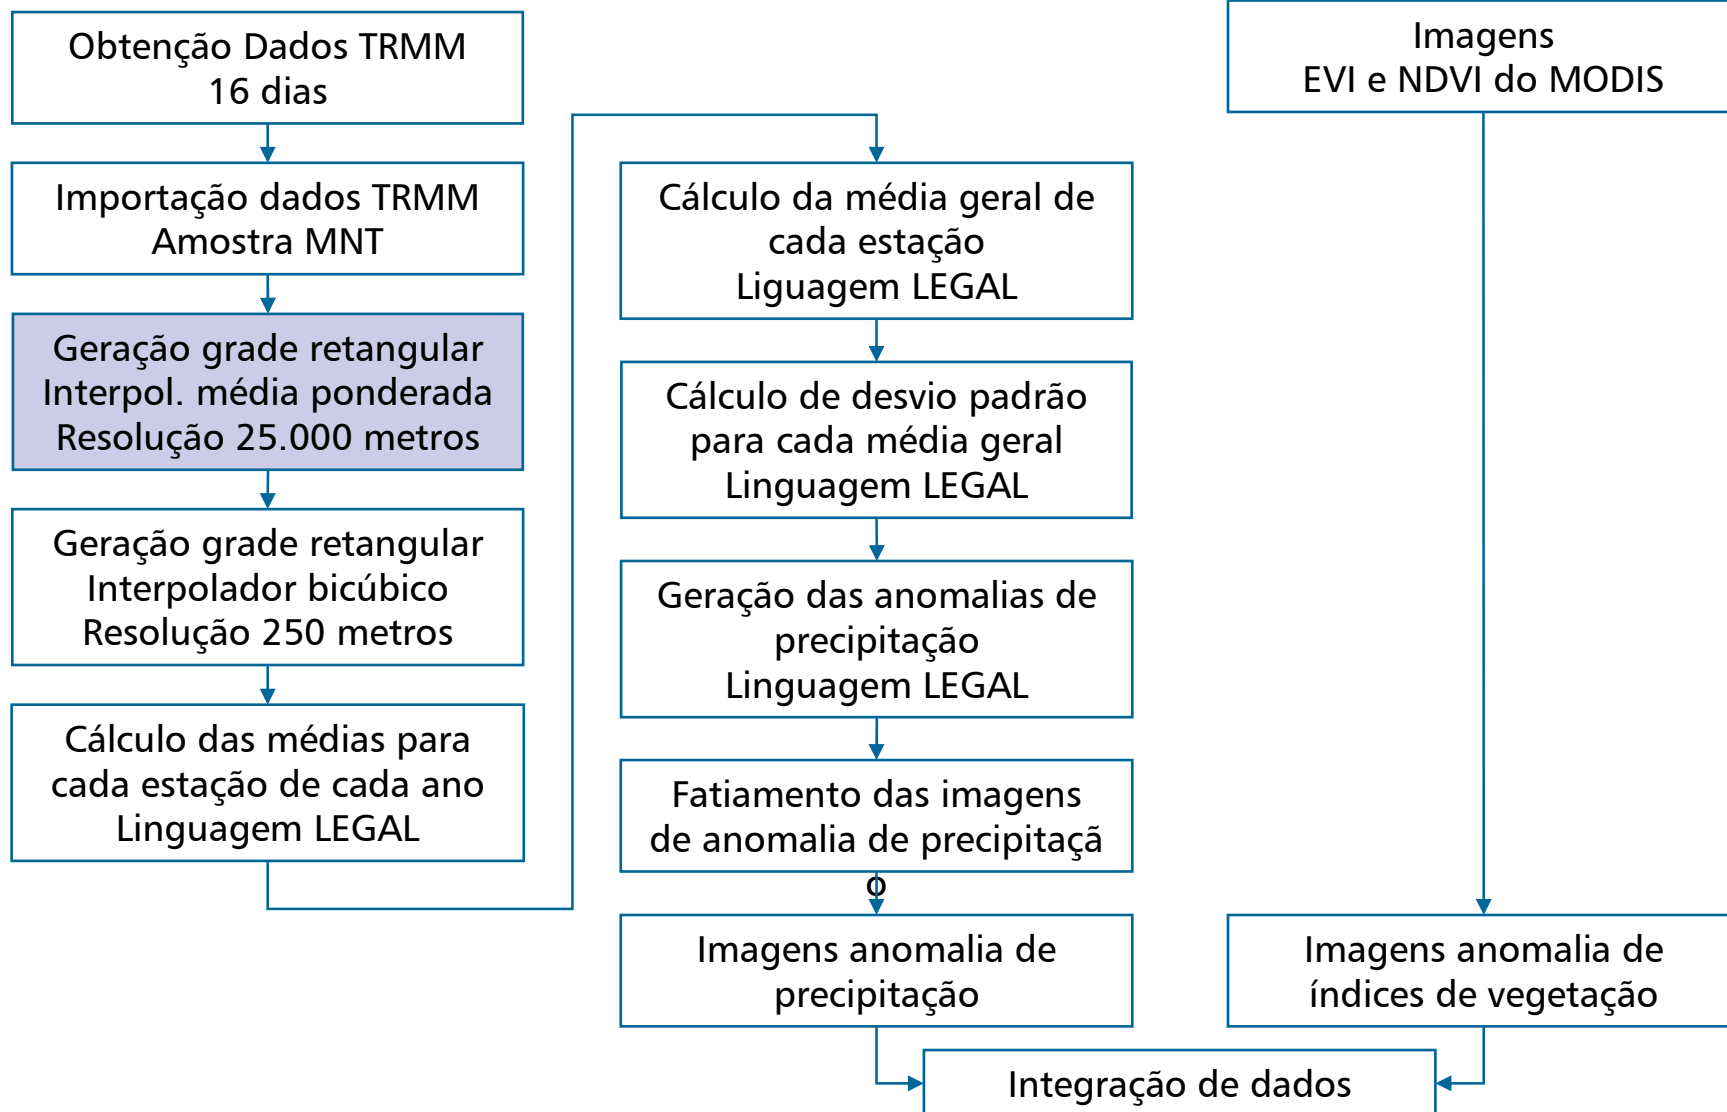 Obtenção Dados TRMM
16 dias
Importação dados TRMM
Amostra MNT
Geração grade retangular
Interpol. média ponderada
Resolução 25.000 metros
Geração grade retangular
Interpolador bicúbico
Resolução 250 metros
Cálculo das médias para
cada estação de cada ano
Linguagem LEGAL
Cálculo da média geral de
cada estação
Liguagem LEGAL
Cálculo de desvio padrão
para cada média geral
Linguagem LEGAL
Geração das anomalias de
precipitação
Linguagem LEGAL
Fatiamento das imagens
de anomalia de precipitaçã
o
Imagens anomalia de
precipitação
Imagens
EVI e NDVI do MODIS
Imagens anomalia de
índices de vegetação
Integração de dados